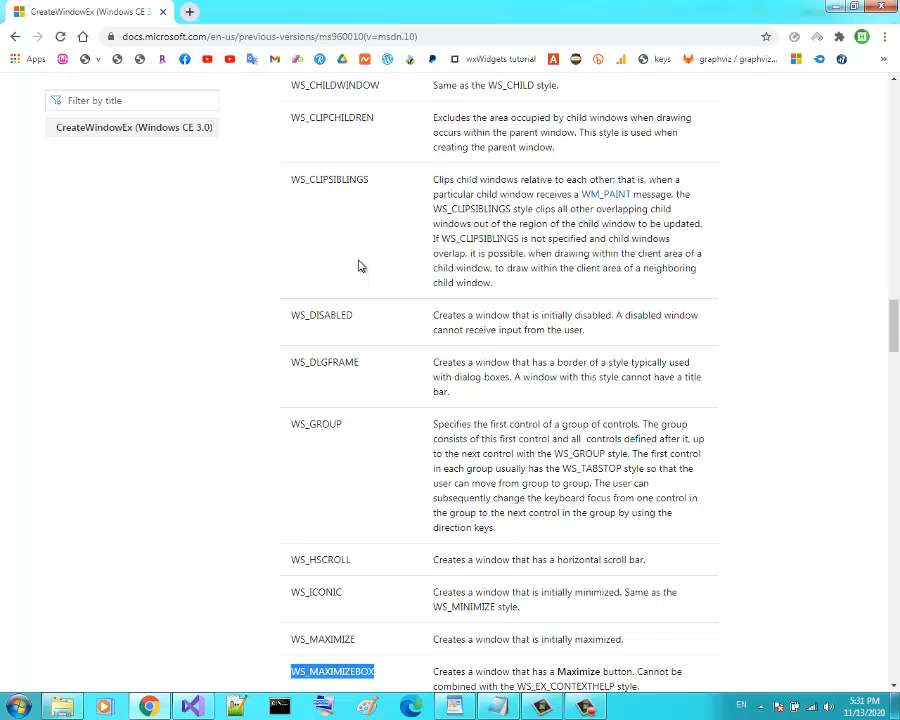 CreateWindowEx (Windows CE 3
docs.microsoft.com/en-us/previous-versions/ms960010(v=msdn.10)
Apps
v
wxWidgets tutorial
keys
graphviz / graphviz...
Filter by title
CreateWindowEx (Windows CE 3.0)
WS_CHILDWINDOW
Same as the WS_CHILD style.
WS_CLIPCHILDREN
Excludes the area occupied by child windows when drawing
occurs within the parent window. This style is used when
creating the parent window.
WS_CLIPSIBLINGS
Clips child windows relative to each other; that is, when a
particular child window receives a WM_PAINT message, the
WS_CLIPSIBLINGS style clips all other overlapping child
windows out of the region of the child window to be updated.
If WS_CLIPSIBLINGS is not specified and child windows
overlap, it is possible, when drawing within the client area of a
child window, to draw within the client area of a neighboring
child window.
WS_DISABLED
Creates a window that is initially disabled. A disabled window
cannot receive input from the user.
WS_DLGFRAME
Creates a window that has a border of a style typically used
with dialog boxes. A window with this style cannot have a title
bar.
WS_GROUP
Specifies the first control of a group of controls. The group
consists of this first control and all controls defined after it, up
to the next control with the WS_GROUP style. The first control
in each group usually has the WS_TABSTOP style so that the
user can move from group to group. The user can
subsequently change the keyboard focus from one control in
the group to the next control in the group by using the
direction keys.
WS_HSCROLL
Creates a window that has a horizontal scroll bar.
WS_ICONIC
Creates a window that is initially minimized. Same as the
WS_MINIMIZE style.
WS_MAXIMIZE
Creates a window that is initially maximized.
WS_MAXIMIZEBOX
Creates a window that has a Maximize button. Cannot be
combined with the WS_EX_CONTEXTHELP style.
EN
5:31 PM
11/13/2020